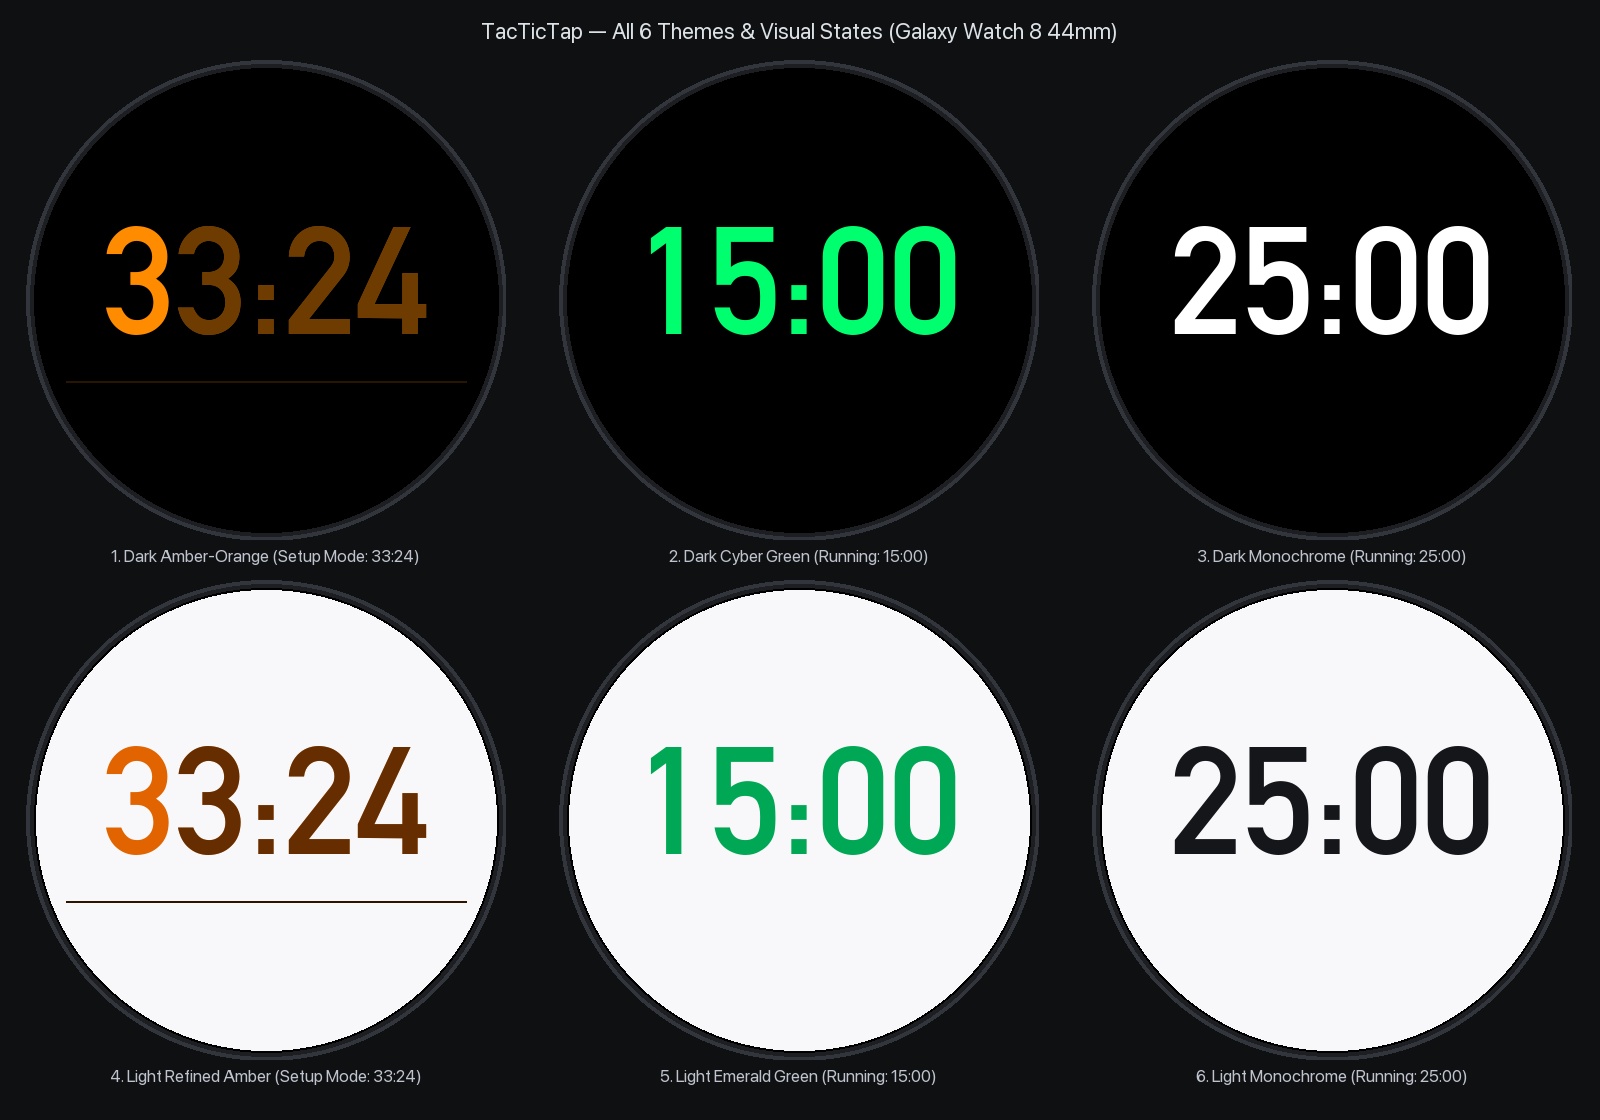 TacTicTap — All 6 Themes & Visual States (Galaxy Watch 8 44mm)
33:24
15:00
25:00
1. Dark Amber-Orange (Setup Mode: 33:24)
2. Dark Cyber Green (Running: 15:00)
3. Dark Monochrome (Running: 25:00)
33:24
15:00
25:00
4. Light Refined Amber (Setup Mode: 33:24)
5. Light Emerald Green (Running: 15:00)
6. Light Monochrome (Running: 25:00)